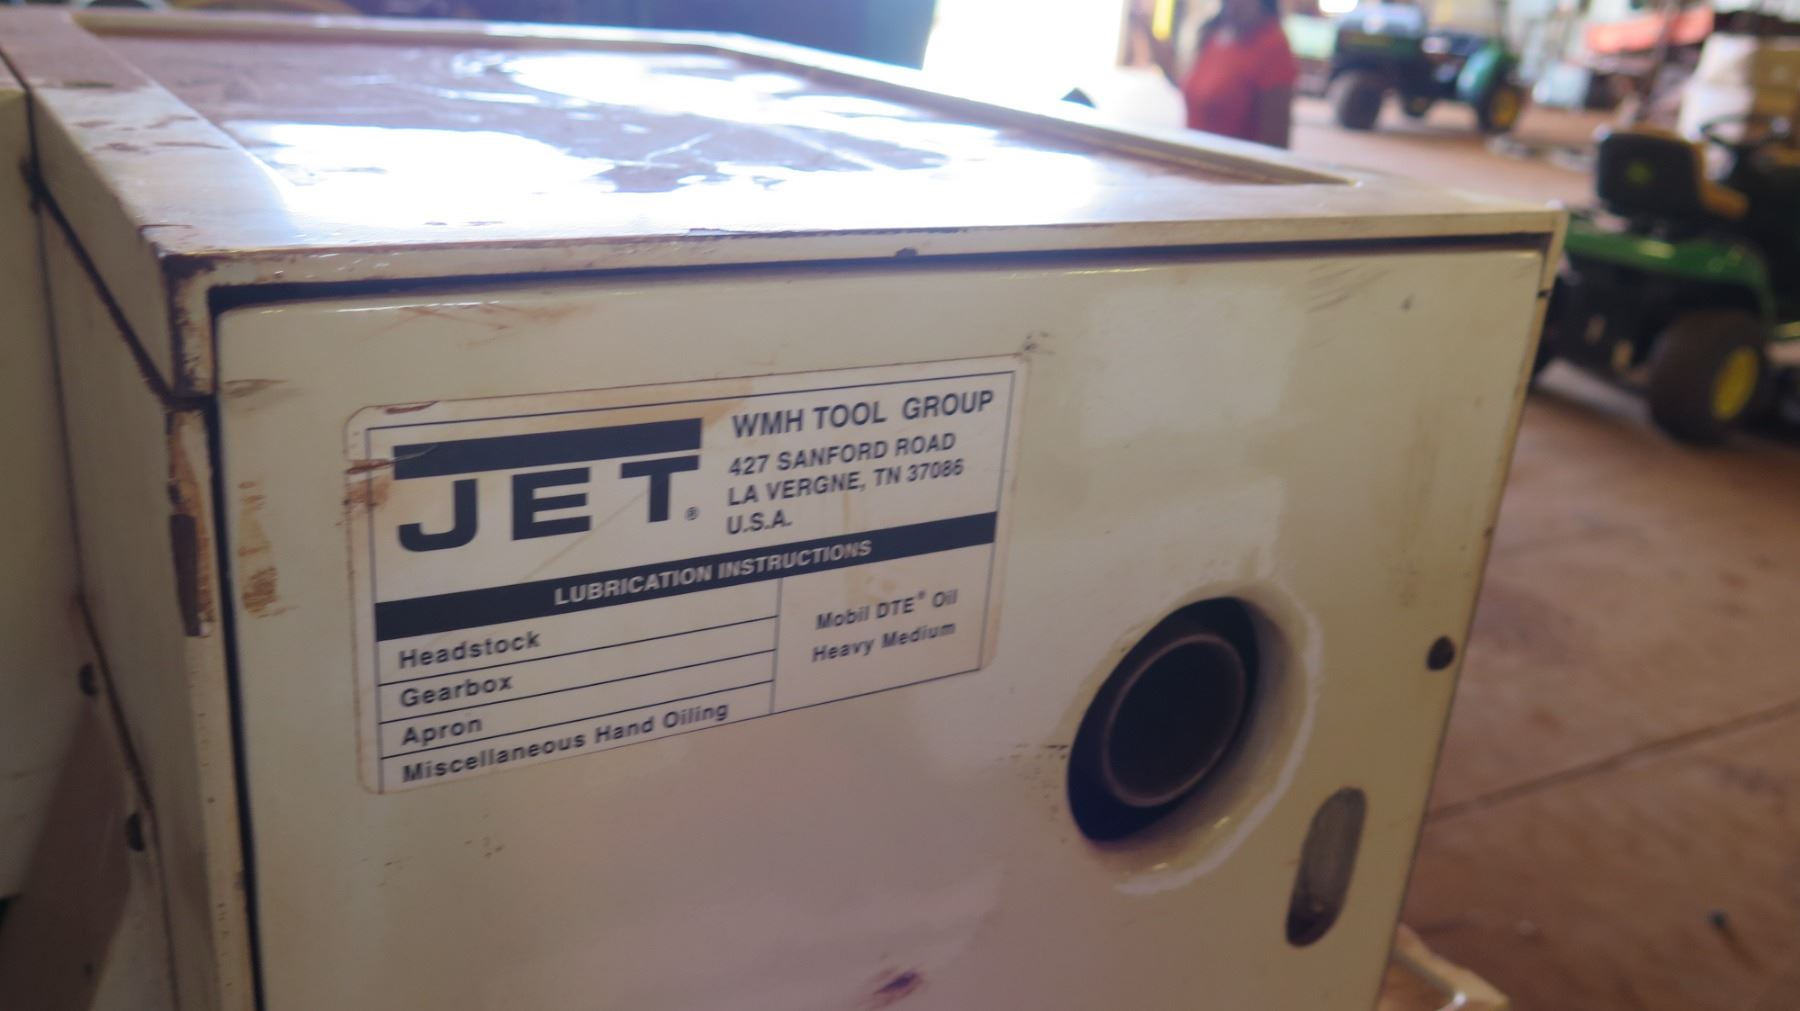 JET®
WMH TOOL GROUP
427 SANFORD ROAD
LA VERGNE, TN 37086
U.S.A.
LUBRICATION INSTRUCTIONS
Headstock
Gearbox
Apron
Miscellaneous Hand Oiling
Mobil DTE® Oil
Heavy Medium